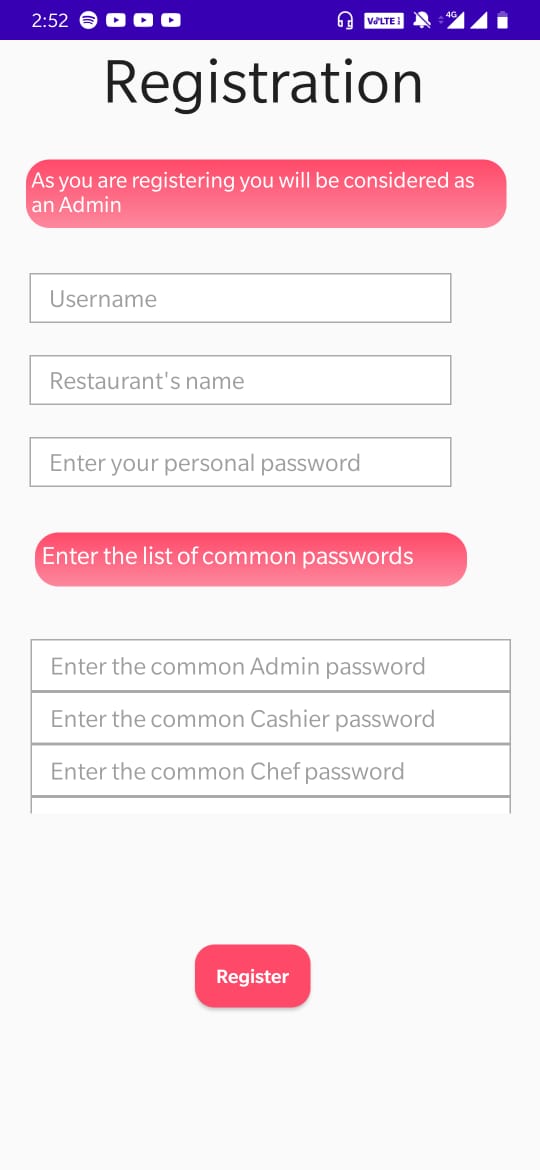 2:52 VoLTE 4G
Registration
As you are registering you will be considered as
an Admin
Username
Restaurant's name
Enter your personal password
Enter the list of common passwords
Enter the common Admin password
Enter the common Cashier password
Enter the common Chef password
Register